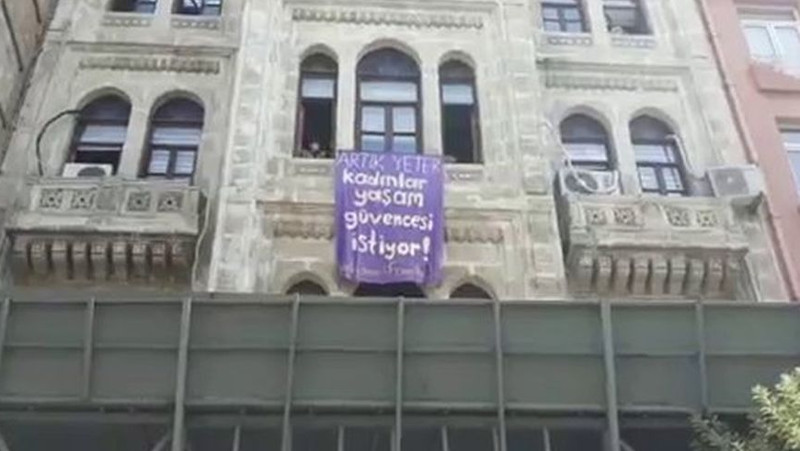 ARTIK YETER
kadınlar
yaşam
güvencesi
istiyor!